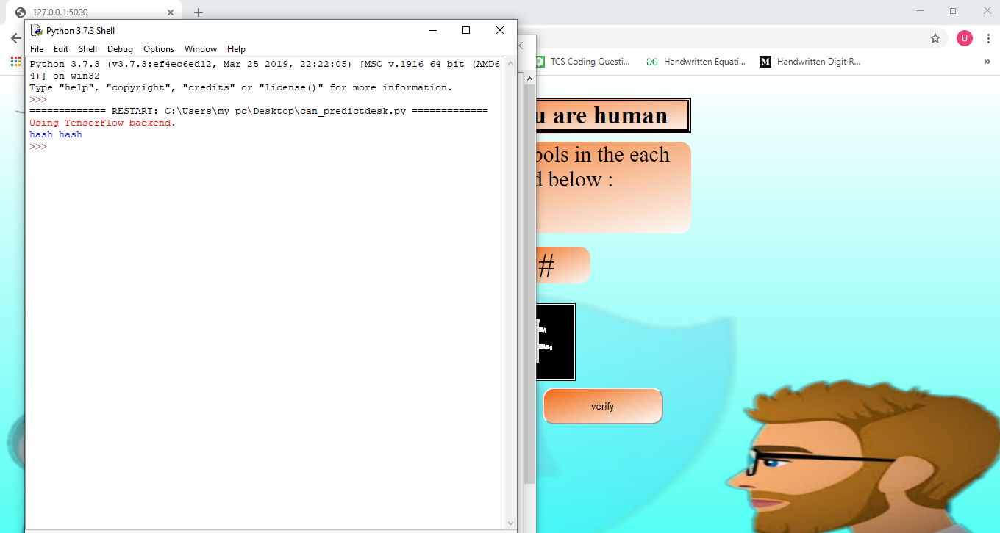 127.0.0.1:5000
Python 3.7.3 Shell
File Edit Shell Debug Options Window Help
Python 3.7.3 (v3.7.3:ef4ec6ed12, Mar 25 2019, 22:22:05) [MSC v.1916 64 bit (AMD6
4)] on win32
Type "help", "copyright", "credits" or "license()" for more information.
>>>
============= RESTART: C:\Users\my pc\Desktop\can_predictdesk.py =============
Using TensorFlow backend.
hash hash
>>>
U
TCS Coding Questi...
GG Handwritten Equati...
M Handwritten Digit R...
»
u are human
bols in the each
d below :
#
verify